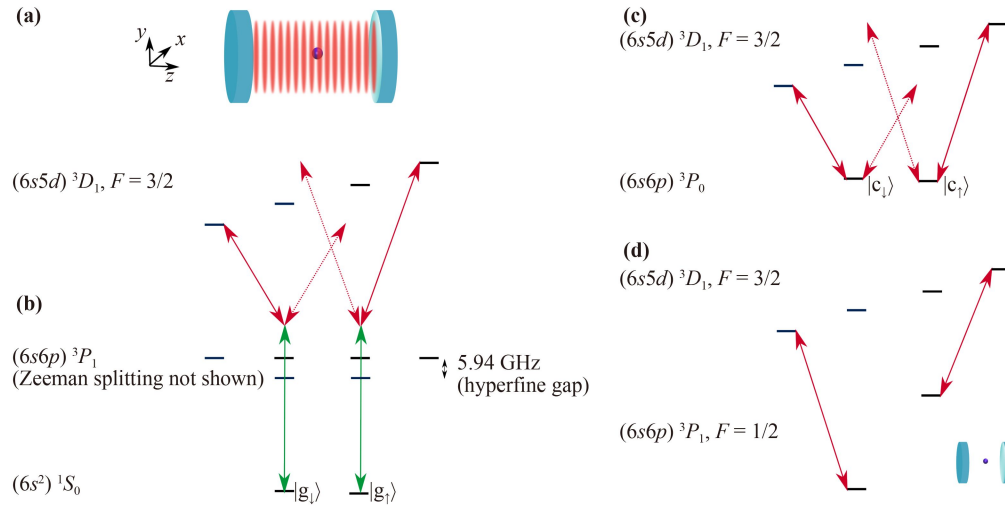 (a)
y
x
z
(6s5d) ³D₁, F = 3/2
(b)
(6s6p) ³P₁
(Zeeman splitting not shown)
5.94 GHz
(hyperfine gap)
(6s²) ¹S₀
|g↓⟩
|g↑⟩
(c)
(6s5d) ³D₁, F = 3/2
(6s6p) ³P₀
|c↓⟩
|c↑⟩
(d)
(6s5d) ³D₁, F = 3/2
(6s6p) ³P₁, F = 1/2